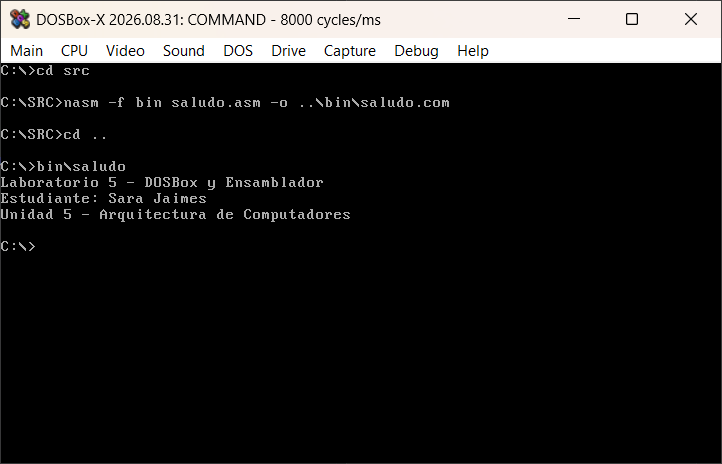 DOSBox-X 2026.08.31: COMMAND - 8000 cycles/ms
Main CPU Video Sound DOS Drive Capture Debug Help
C:\>cd src
C:\SRC>nasm -f bin saludo.asm -o ..\bin\saludo.com
C:\SRC>cd ..
C:\>bin\saludo
Laboratorio 5 - DOSBox y Ensamblador
Estudiante: Sara Jaimes
Unidad 5 - Arquitectura de Computadores
C:\>